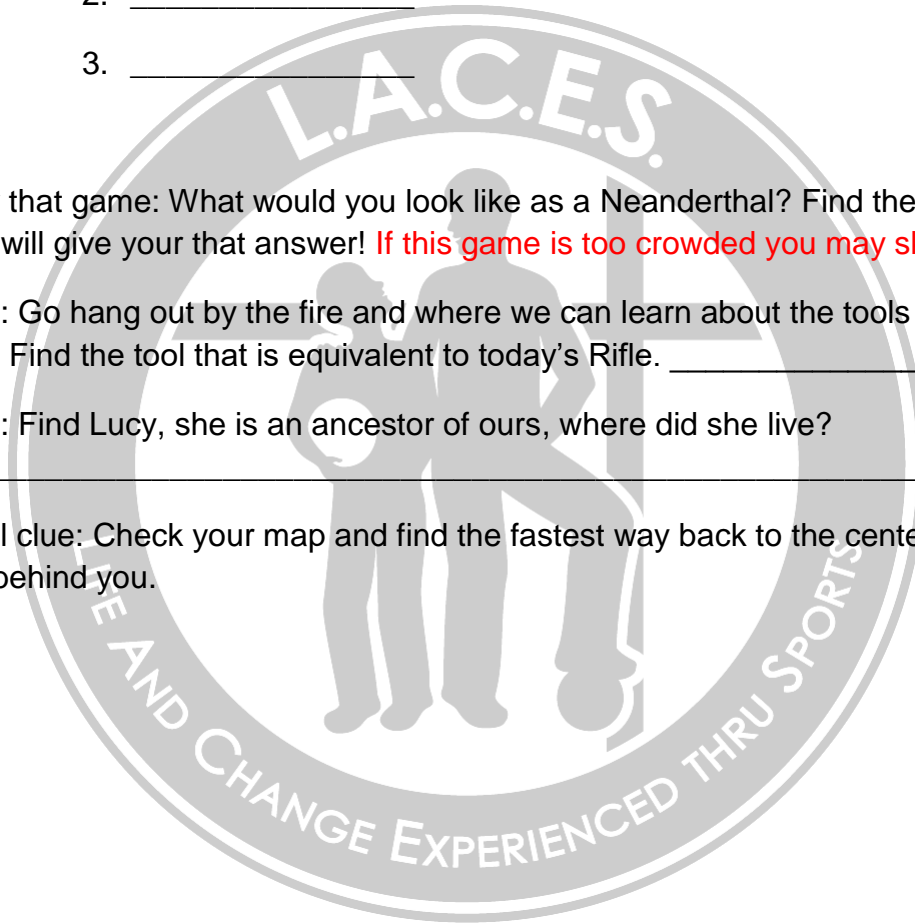 2. ________________
3. ________________
L.A.C.E.S.
that game: What would you look like as a Neanderthal? Find the
will give your that answer! If this game is too crowded you may
: Go hang out by the fire and where we can learn about the tools
Find the tool that is equivalent to today's Rifle. ______________
: Find Lucy, she is an ancestor of ours, where did she live?
____________________________________________________
l clue: Check your map and find the fastest way back to the
behind you.
LIFE AND CHANGE EXPERIENCED THRU SPORTS